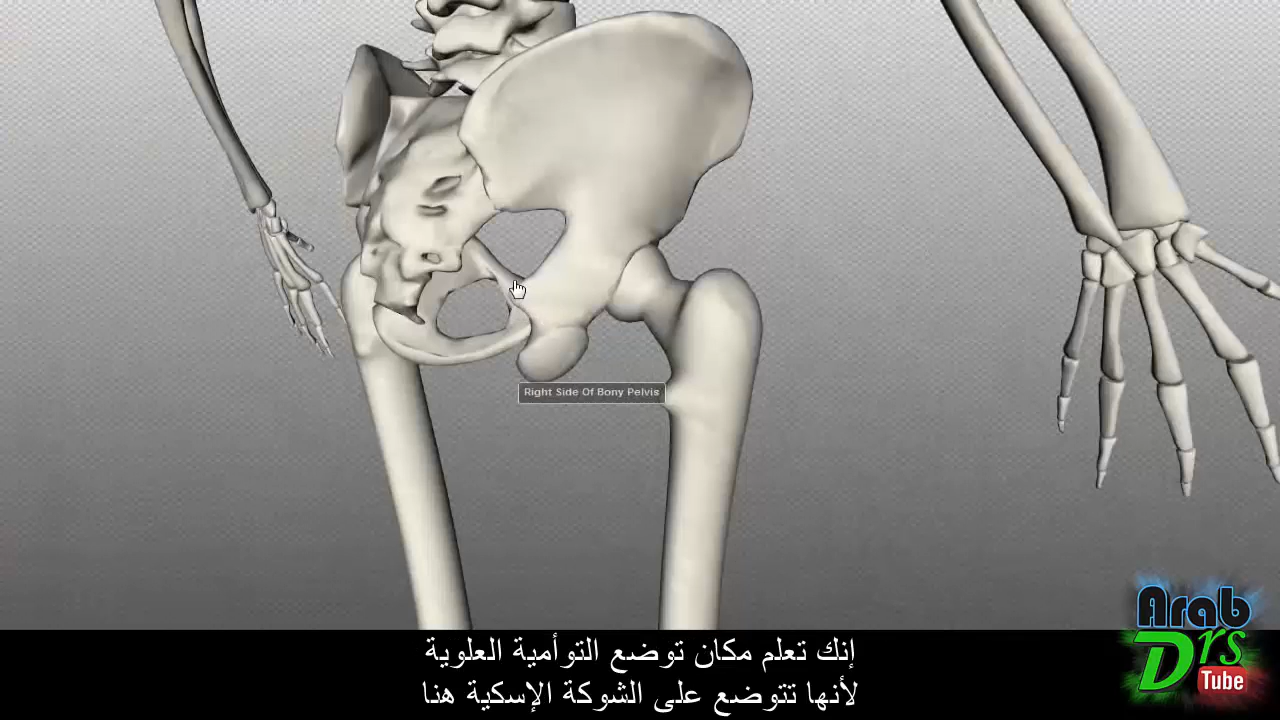 Right Side Of Bony Pelvis
إنك تعلم مكان توضع التوأمية العلوية
لأنها تتوضع على الشوكة الإسكية هنا
Arab
Drs
Tube